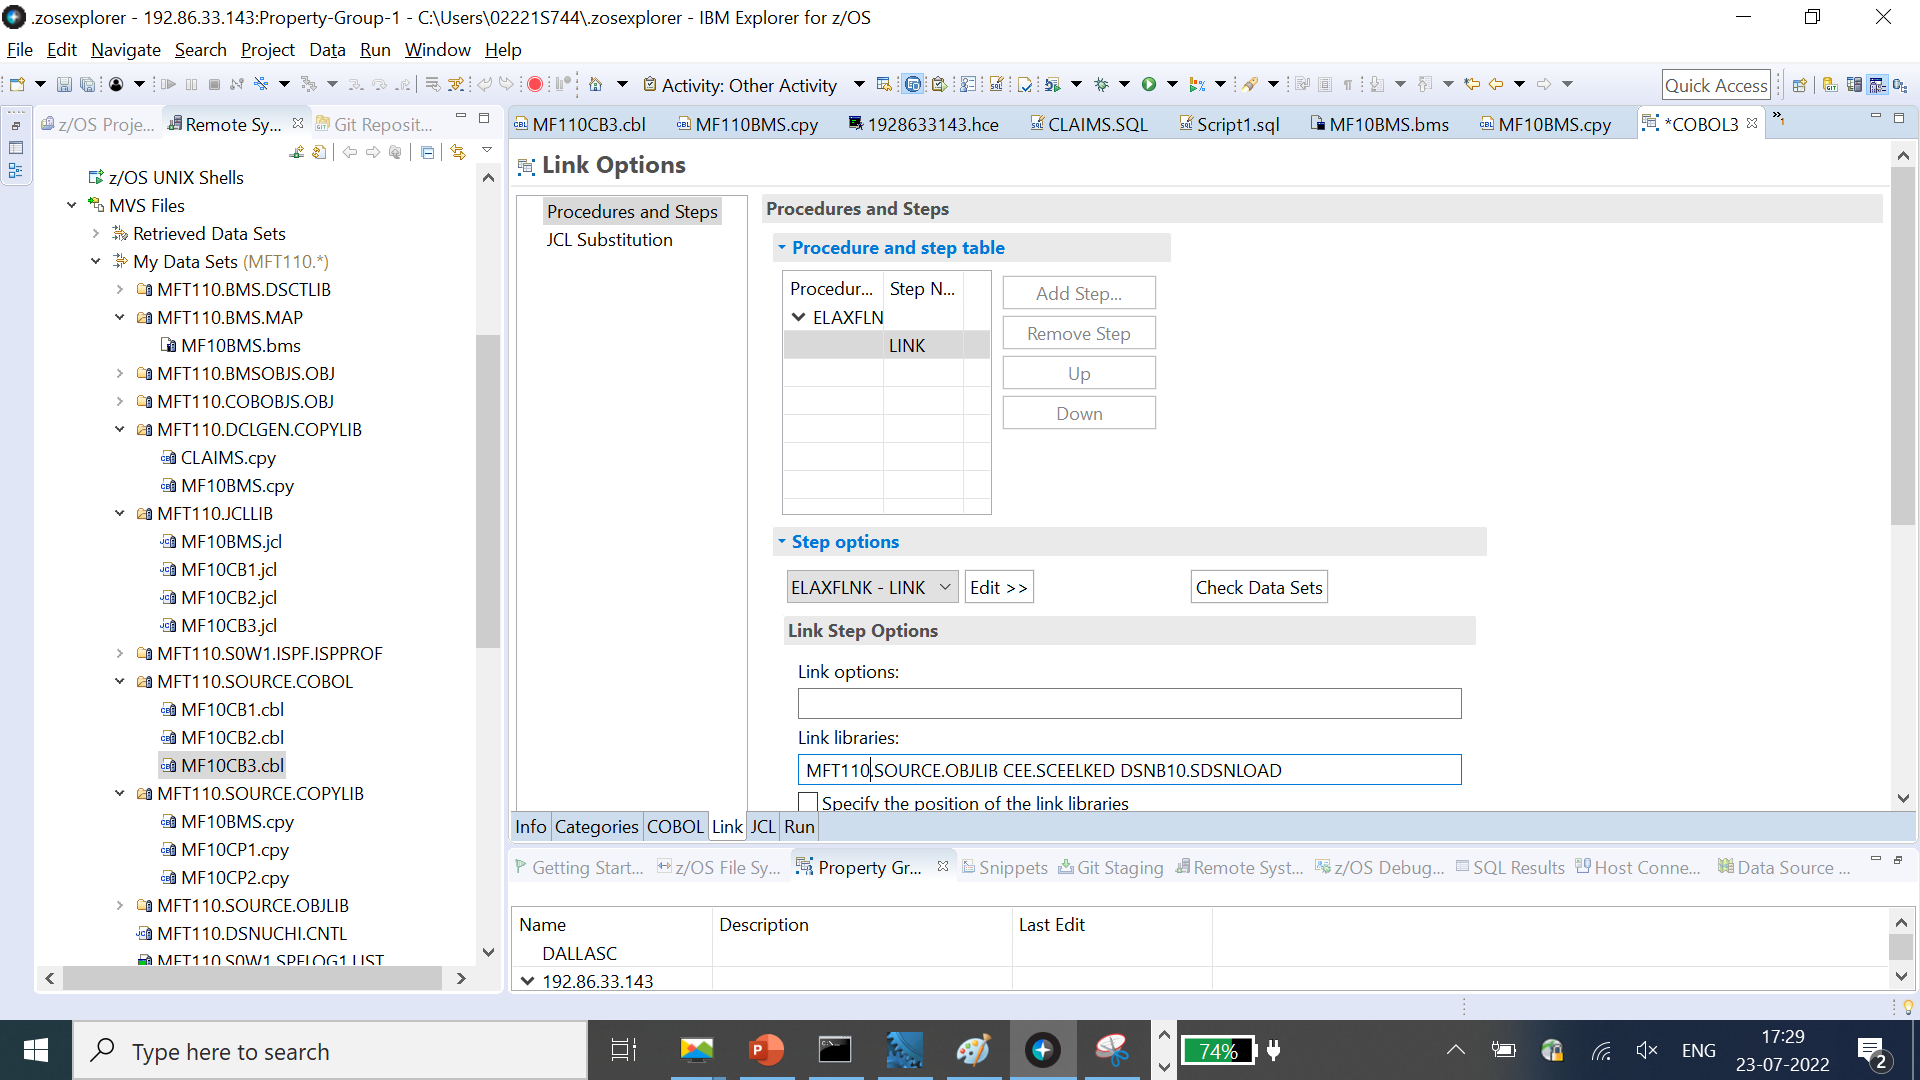 .zosexplorer - 192.86.33.143:Property-Group-1 - C:\Users\02221S744\.zosexplorer - IBM Explorer for z/OS
File Edit Navigate Search Project Data Run Window Help
Activity: Other Activity
Quick Access
z/OS Proje...
Remote Sy...
Git Reposit...
MF110CB3.cbl
MF110BMS.cpy
1928633143.hce
CLAIMS.SQL
Script1.sql
MF10BMS.bms
MF10BMS.cpy
*COBOL3
»1
z/OS UNIX Shells
MVS Files
Retrieved Data Sets
My Data Sets (MFT110.*)
MFT110.BMS.DSCTLIB
MFT110.BMS.MAP
MF10BMS.bms
MFT110.BMSOBJS.OBJ
MFT110.COBOBJS.OBJ
MFT110.DCLGEN.COPYLIB
CLAIMS.cpy
MF10BMS.cpy
MFT110.JCLLIB
MF10BMS.jcl
MF10CB1.jcl
MF10CB2.jcl
MF10CB3.jcl
MFT110.S0W1.ISPF.ISPPROF
MFT110.SOURCE.COBOL
MF10CB1.cbl
MF10CB2.cbl
MF10CB3.cbl
MFT110.SOURCE.COPYLIB
MF10BMS.cpy
MF10CP1.cpy
MF10CP2.cpy
MFT110.SOURCE.OBJLIB
MFT110.DSNUCHI.CNTL
MFT110.S0W1.SPFLOG1.LIST
Link Options
Procedures and Steps
JCL Substitution
Procedures and Steps
Procedure and step table
Procedur... Step N...
ELAXFLN
LINK
Add Step...
Remove Step
Up
Down
Step options
ELAXFLNK - LINK
Edit >>
Check Data Sets
Link Step Options
Link options:
Link libraries:
MFT110.SOURCE.OBJLIB CEE.SCEELKED DSNB10.SDSNLOAD
Specify the position of the link libraries
Info Categories COBOL Link JCL Run
Getting Start...
z/OS File Sy...
Property Gr...
Snippets
Git Staging
Remote Syst...
z/OS Debug...
SQL Results
Host Conne...
Data Source ...
Name Description Last Edit
DALLASC
192.86.33.143
Type here to search
74%
ENG
17:29
23-07-2022
2